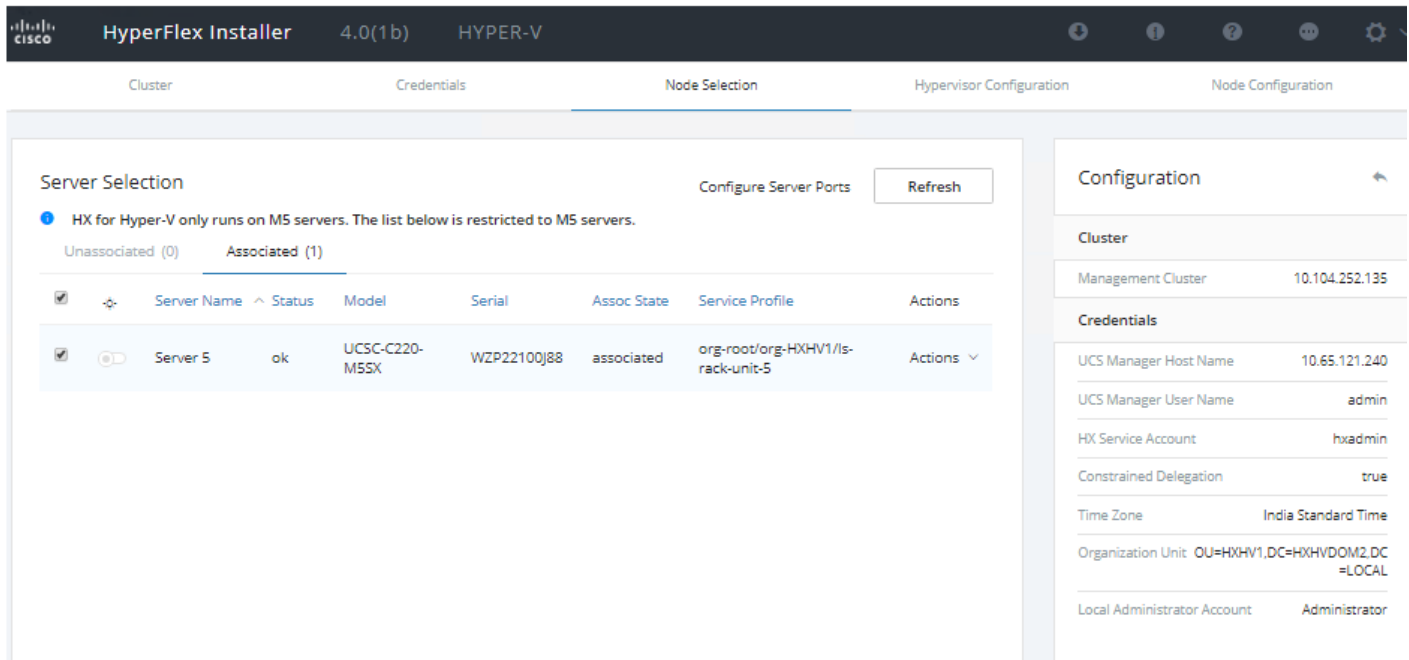 CISCO HyperFlex Installer 4.0(1b) HYPER-V
Cluster Credentials Node Selection Hypervisor Configuration Node Configuration
Server Selection
Configure Server Ports Refresh
HX for Hyper-V only runs on M5 servers. The list below is restricted to M5 servers.
Unassociated (0) Associated (1)
Server Name Status Model Serial Assoc State Service Profile Actions
Server 5 ok UCSC-C220-
M5SX WZP22100J88 associated org-root/org-HXHV1/ls-
rack-unit-5 Actions
Configuration
Cluster
Management Cluster 10.104.252.135
Credentials
UCS Manager Host Name 10.65.121.240
UCS Manager User Name admin
HX Service Account hxadmin
Constrained Delegation true
Time Zone India Standard Time
Organization Unit OU=HXHV1,DC=HXHVDOM2,DC
=LOCAL
Local Administrator Account Administrator